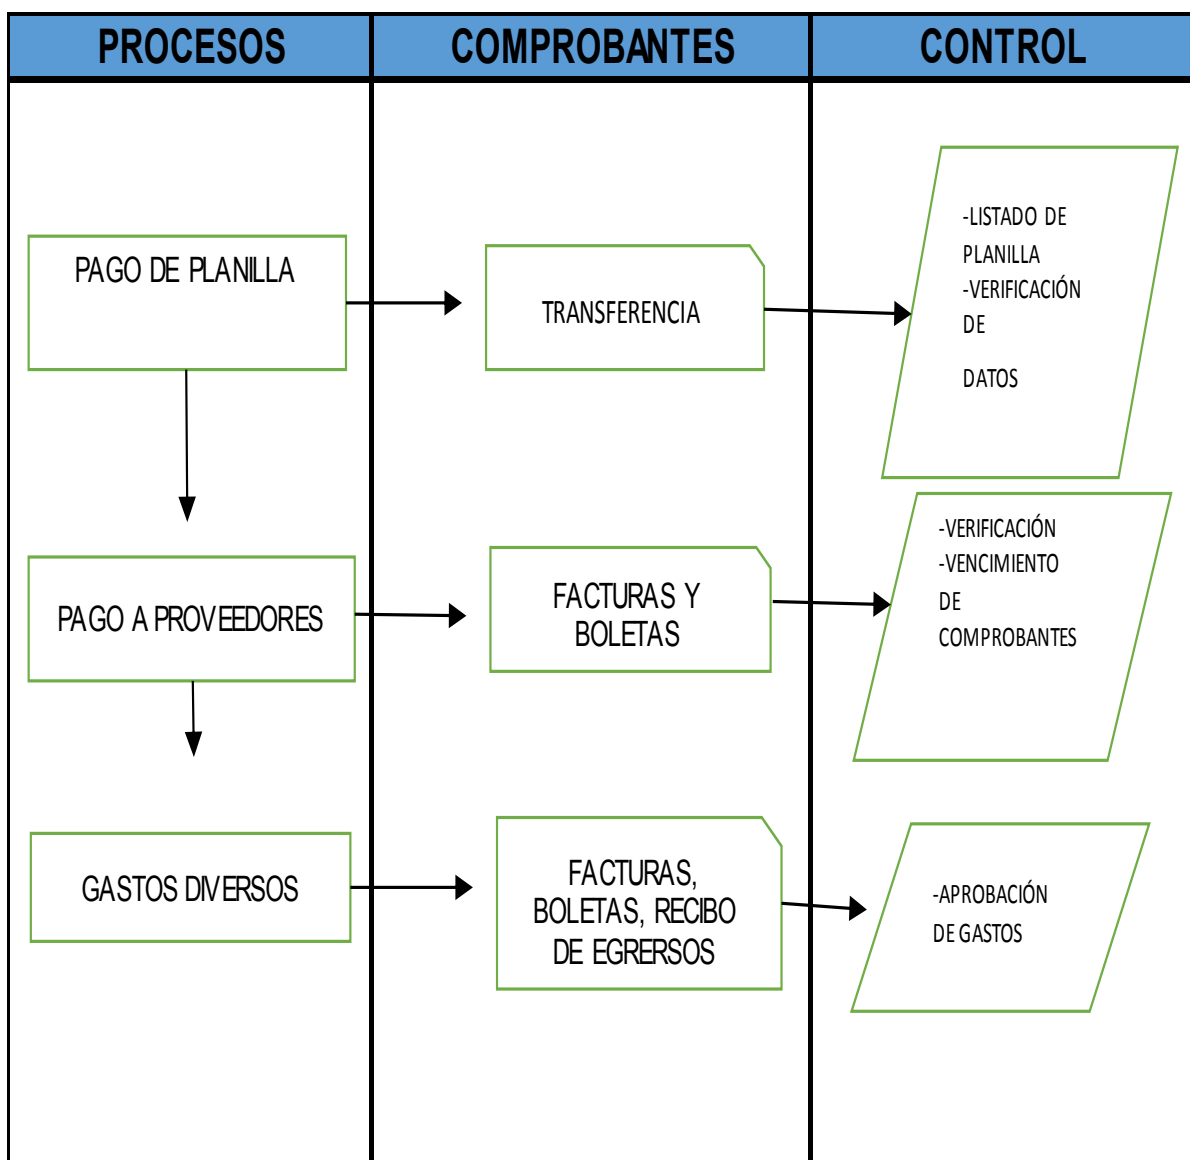 PROCESOS
COMPROBANTES
CONTROL
PAGO DE PLANILLA
TRANSFERENCIA
-LISTADO DE
PLANILLA
-VERIFICACIÓN
DE
DATOS
PAGO A PROVEEDORES
FACTURAS Y
BOLETAS
-VERIFICACIÓN
-VENCIMIENTO
DE
COMPROBANTES
GASTOS DIVERSOS
FACTURAS,
BOLETAS, RECIBO
DE EGRERSOS
-APROBACIÓN
DE GASTOS